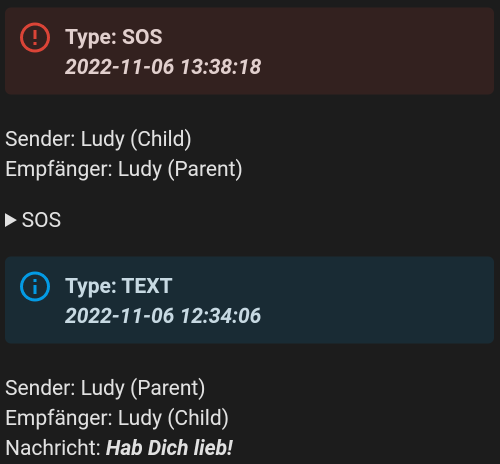 Type: SOS
2022-11-06 13:38:18
Sender: Ludy (Child)
Empfänger: Ludy (Parent)
SOS
Type: TEXT
2022-11-06 12:34:06
Sender: Ludy (Parent)
Empfänger: Ludy (Child)
Nachricht: Hab Dich lieb!